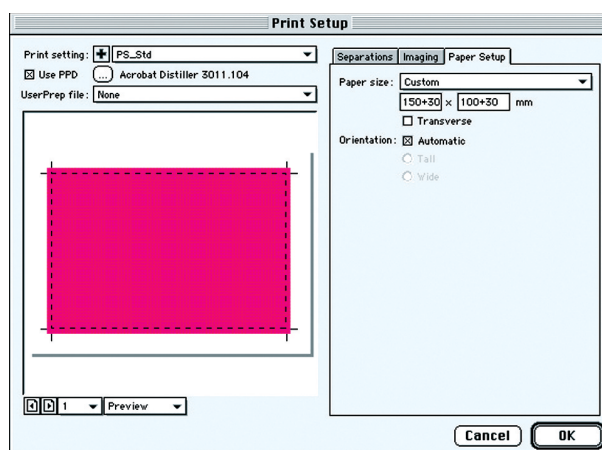 Print Setup
Print setting: PS_Std
Use PPD ... Acrobat Distiller 3011.104
UserPrep file: None
1 Preview
Separations Imaging Paper Setup
Paper size: Custom
150+30 × 100+30 mm
Transverse
Orientation: Automatic
Tall
Wide
Cancel OK